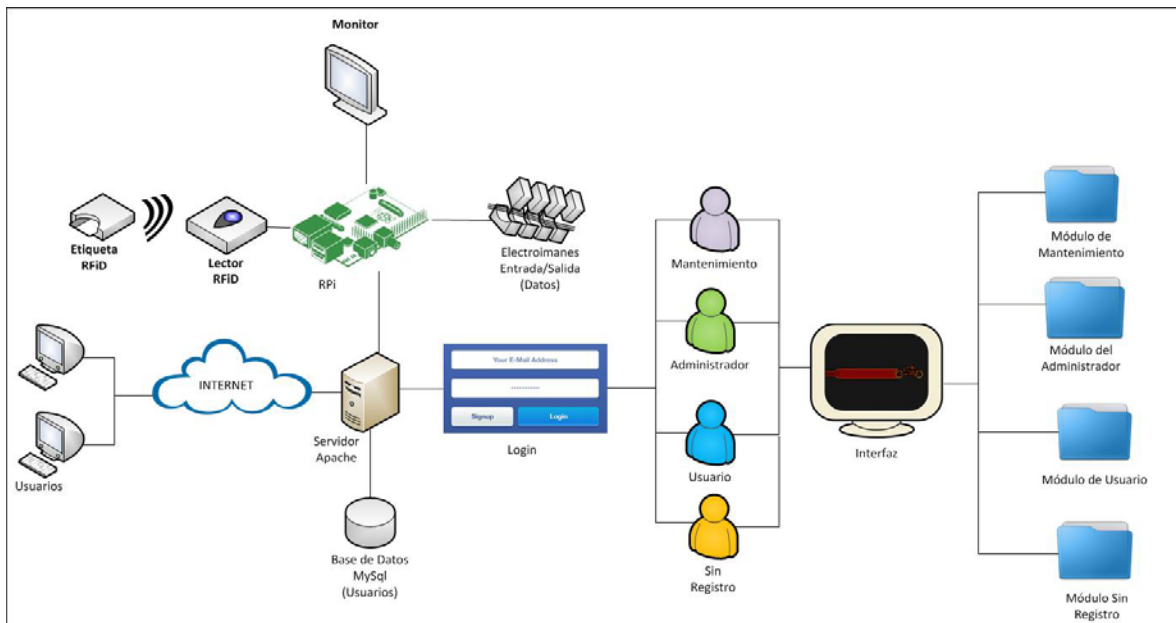 Monitor
Etiqueta
RFiD
Lector
RFiD
RPi
Electroimanes
Entrada/Salida
(Datos)
Usuarios
INTERNET
Servidor
Apache
Base de Datos
MySql
(Usuarios)
Your E-Mail Address
Signup
Login
Login
Mantenimiento
Administrador
Usuario
Sin
Registro
Interfaz
Módulo de
Mantenimiento
Módulo del
Administrador
Módulo de Usuario
Módulo Sin
Registro